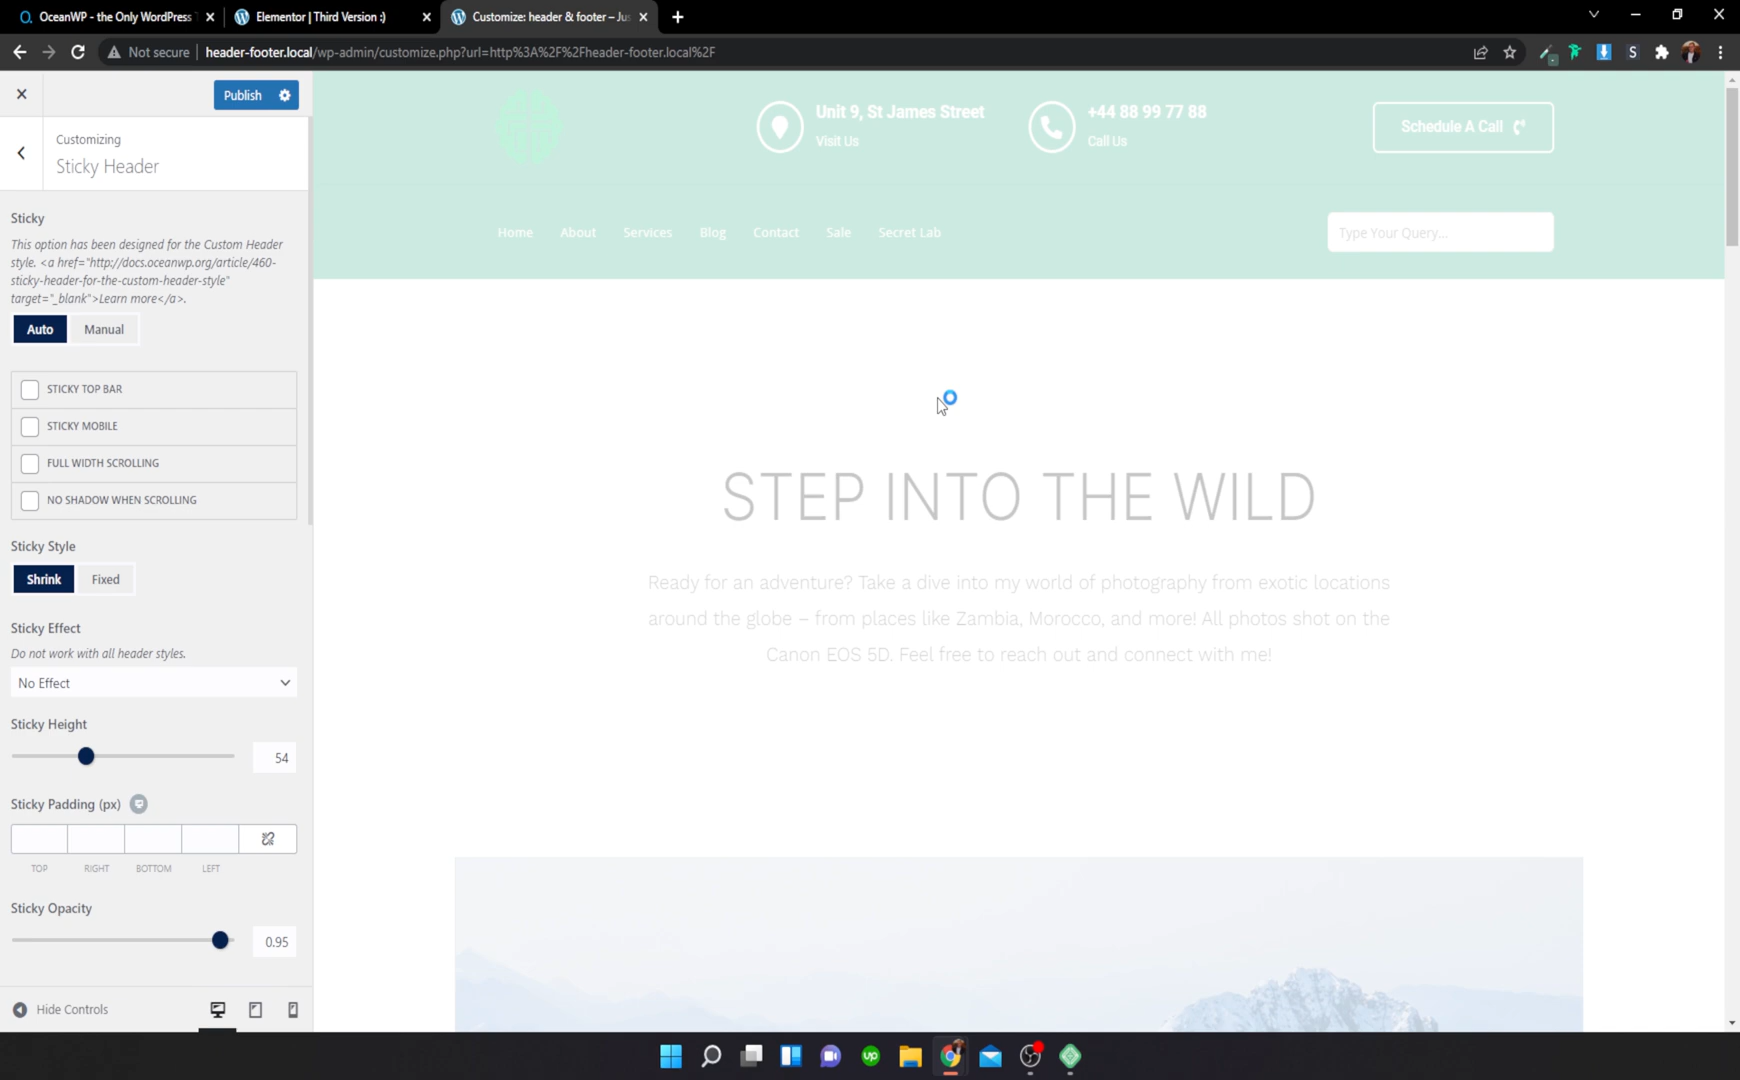 OceanWP - the Only WordPress T
Elementor | Third Version :)
Customize: header & footer – Jus
Not secure
header-footer.local/wp-admin/customize.php?url=http%3A%2F%2Fheader-footer.local%2F
Publish
Customizing
Sticky Header
Sticky
This option has been designed for the Custom Header
style. <a href="http://docs.oceanwp.org/article/460-
sticky-header-for-the-custom-header-style"
target="_blank">Learn more</a>.
Auto
Manual
STICKY TOP BAR
STICKY MOBILE
FULL WIDTH SCROLLING
NO SHADOW WHEN SCROLLING
Sticky Style
Shrink
Fixed
Sticky Effect
Do not work with all header styles.
No Effect
Sticky Height
54
Sticky Padding (px)
TOP
RIGHT
BOTTOM
LEFT
Sticky Opacity
0.95
Hide Controls
Unit 9, St James Street
Visit Us
+44 88 99 77 88
Call Us
Schedule A Call
Home
About
Services
Blog
Contact
Sale
Secret Lab
Type Your Query...
STEP INTO THE WILD
Ready for an adventure? Take a dive into my world of photography from exotic locations
around the globe – from places like Zambia, Morocco, and more! All photos shot on the
Canon EOS 5D. Feel free to reach out and connect with me!
S
up